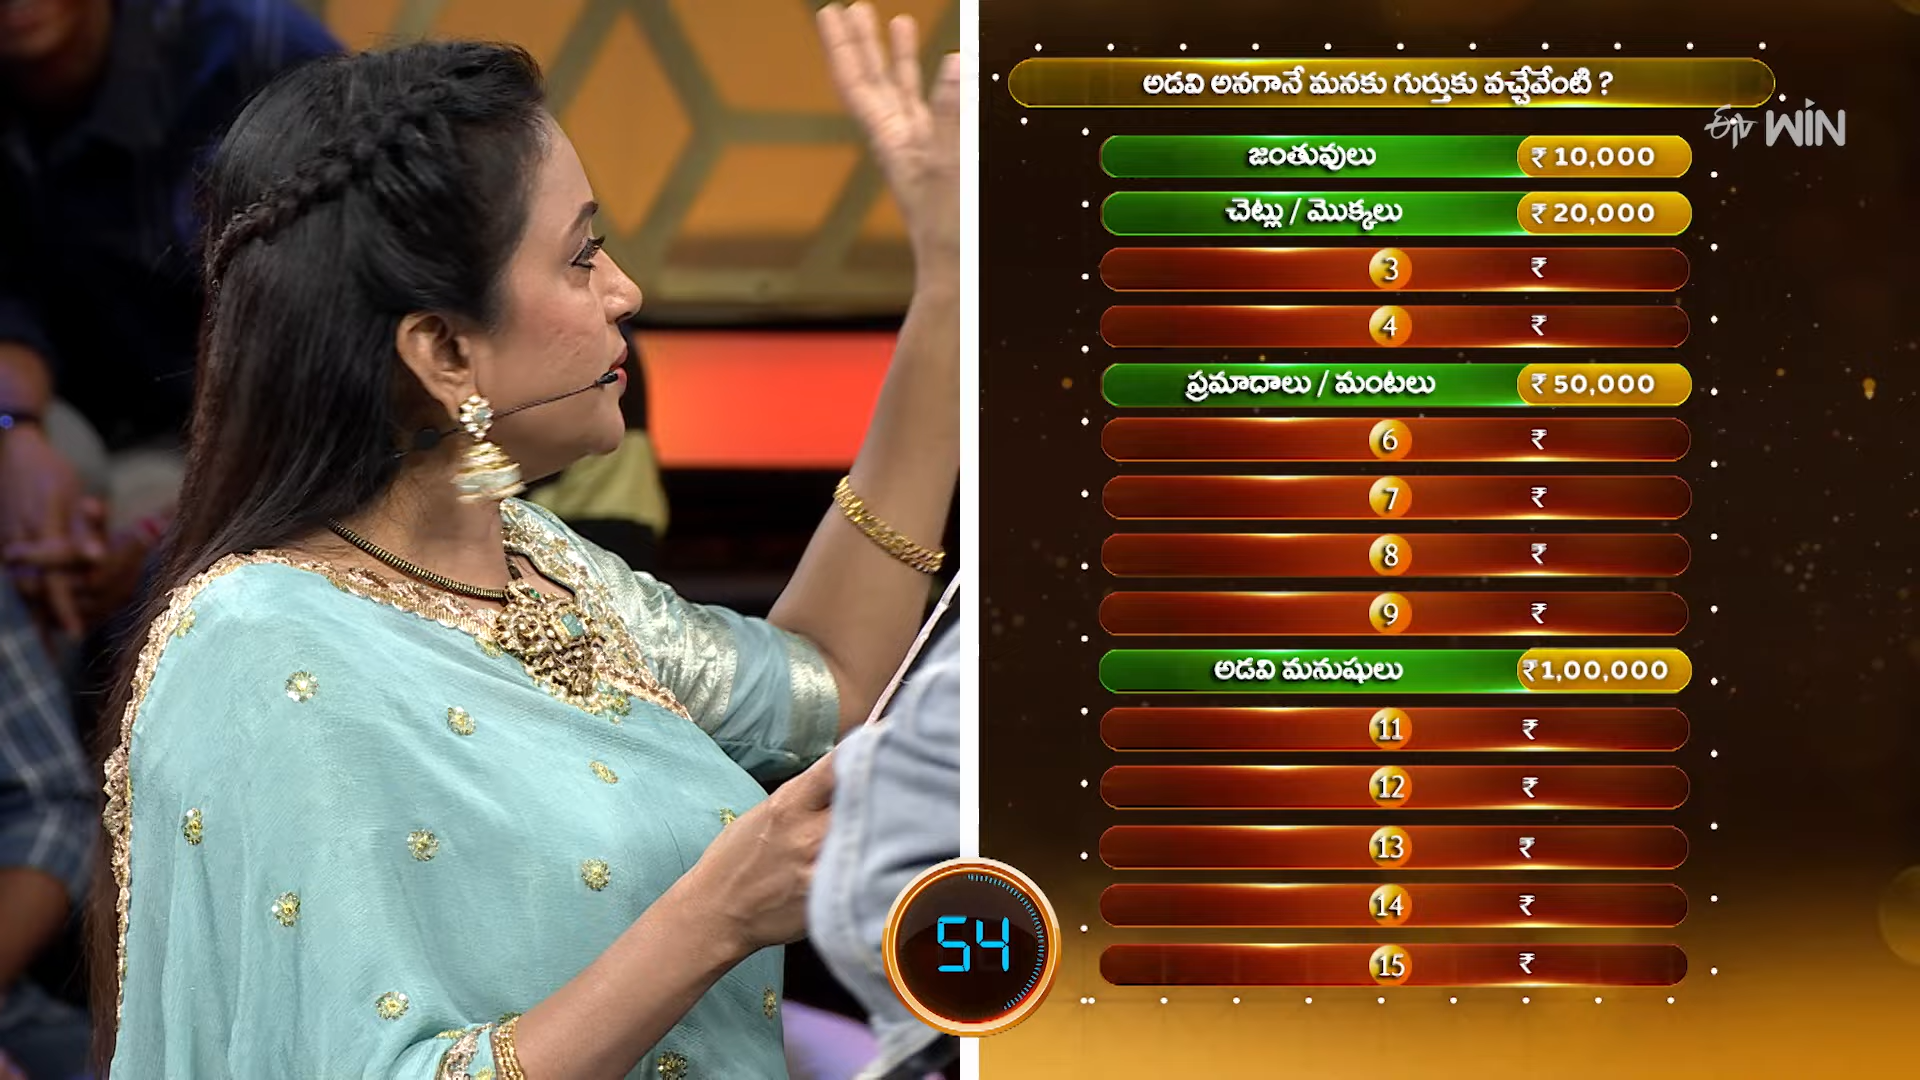 అడవి అనగానే మనకు గుర్తుకు వచ్చేవేంటి ?
ఈtv WIN
జంతువులు ₹ 10,000
చెట్లు / మొక్కలు ₹ 20,000
3 ₹
4 ₹
ప్రమాదాలు / మంటలు ₹ 50,000
6 ₹
7 ₹
8 ₹
9 ₹
అడవి మనుషులు ₹1,00,000
11 ₹
12 ₹
13 ₹
14 ₹
15 ₹
54